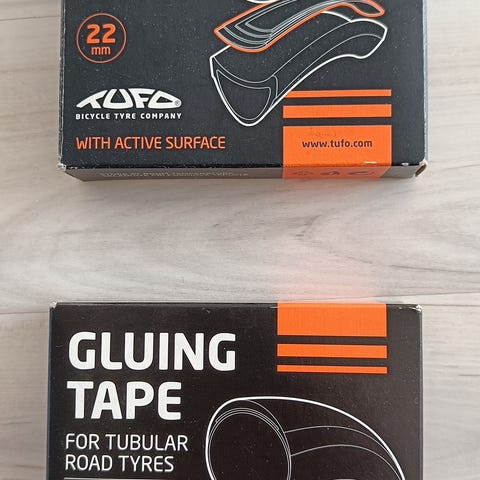 22
mm
TUFO®
BICYCLE TYRE COMPANY
WITH ACTIVE SURFACE
www.tufo.com
GLUING
TAPE
FOR TUBULAR
ROAD TYRES